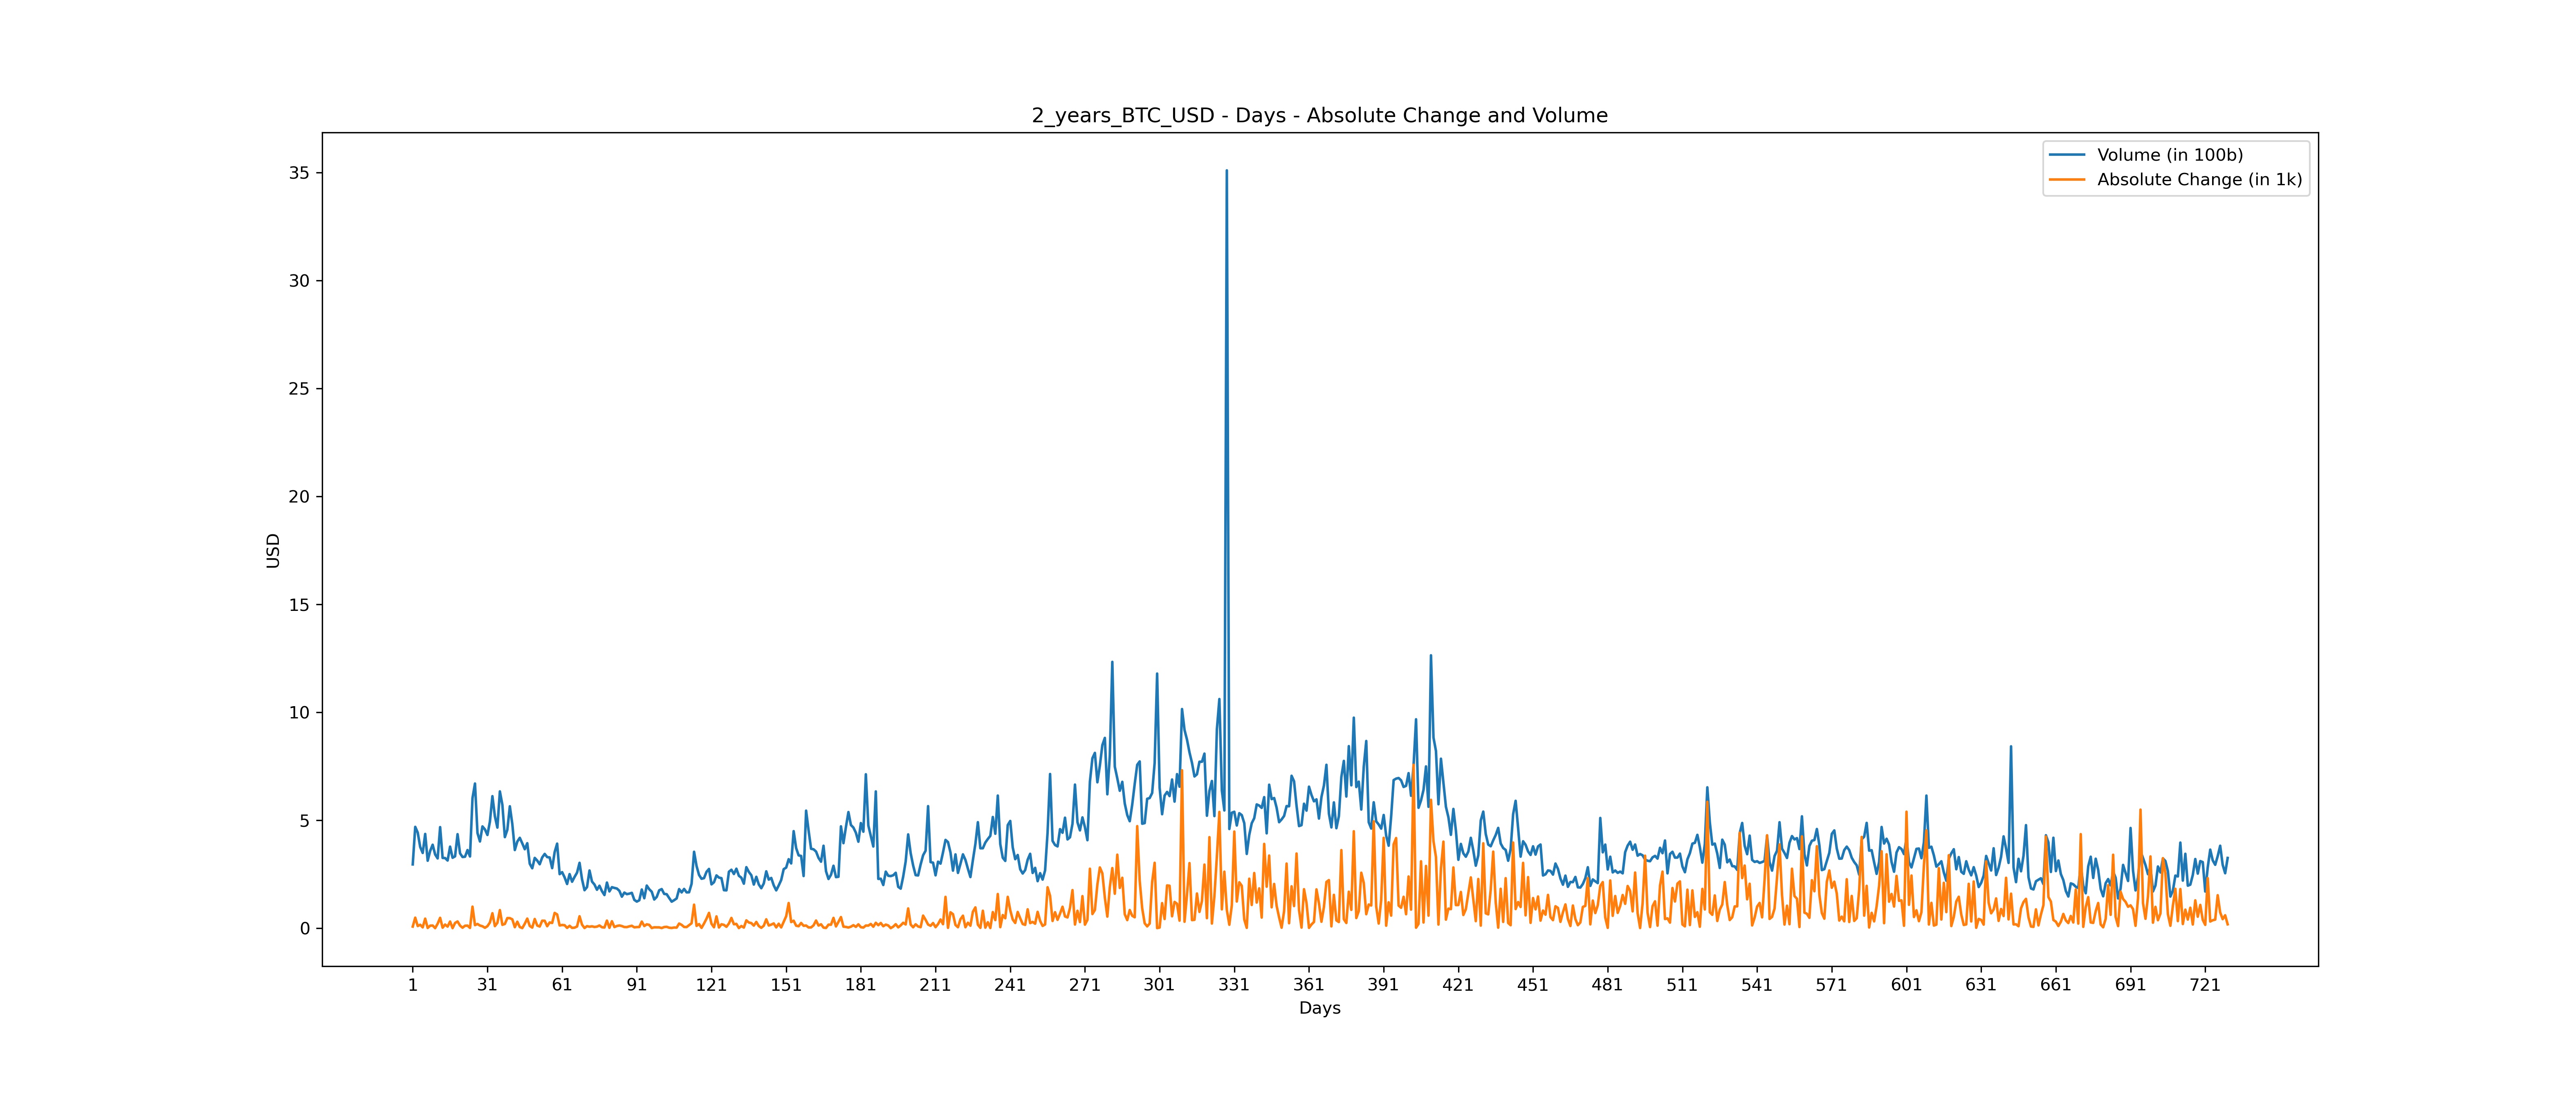 2_years_BTC_USD - Days - Absolute Change and Volume
Volume (in 100b)
Absolute Change (in 1k)
35
30
25
20
15
10
5
0
USD
1 31 61 91 121 151 181 211 241 271 301 331 361 391 421 451 481 511 541 571 601 631 661 691 721
Days